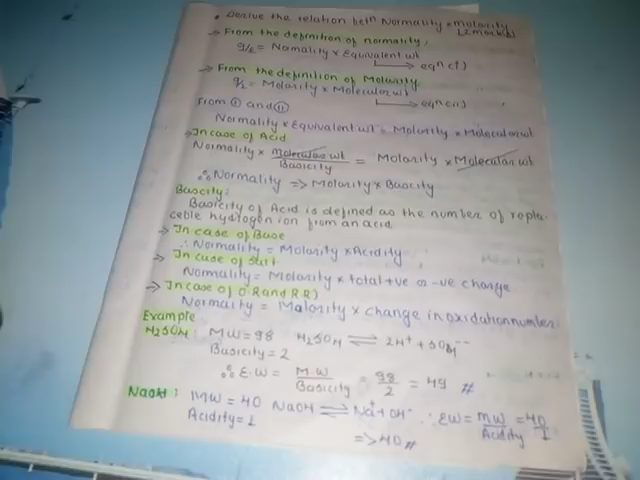 • Derive the relation betn Normality & molarity
[2 marks]
→ From the definition of normality,
g/L = Normality × Equivalent wt
→ eqn (i)
→ From the definition of Molarity
g/L = Molarity × Molecular wt
→ eqn (ii)
From ① and ②
Normality × Equivalent wt = Molarity × Molecular wt
→ In case of Acid
Normality × Molecular wt / Basicity = Molarity × Molecular wt
∴ Normality => Molarity × Basicity
Bascity:
Basicity of Acid is defined as the number of repla-
ceble hydrogen ion from an acid
→ In case of Base
∴ Normality = Molarity × Acidity
→ In case of Salt
Normality = Molarity × total +ve or -ve charge
→ In case of O.R and R.R)
Normality = Molarity × change in oxidation number
Example
H2SO4: MW = 98 H2SO4 ⇌ 2H+ + SO4--
Basicity = 2
∴ E.W = M.W / Basicity = 98 / 2 = 49 #
NaOH: MW = 40 NaOH ⇌ Na+ + OH- ∴ EW = MW / Acidity = 40 / 1
Acidity = 1
=> 40 #